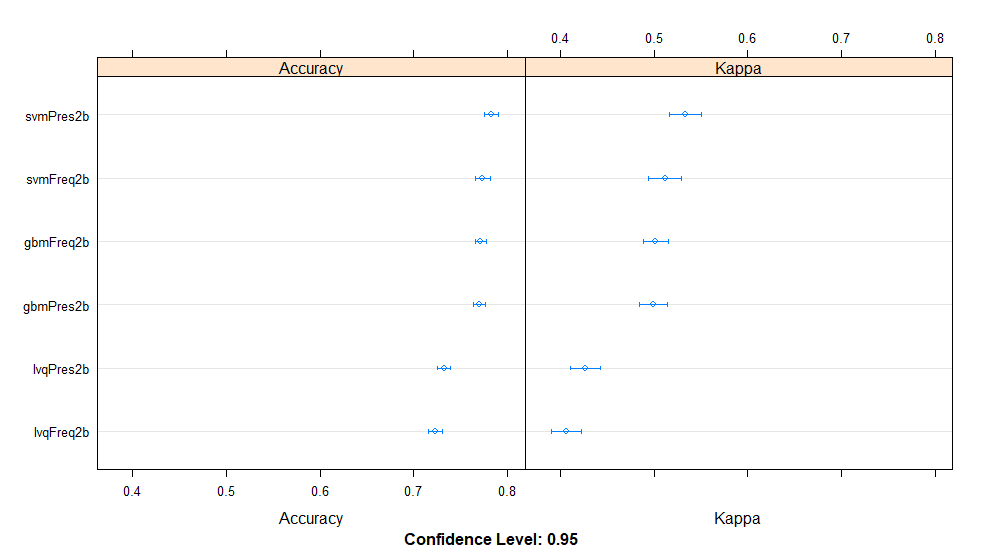 0.4 0.5 0.6 0.7 0.8
Accuracy Kappa
svmPres2b
svmFreq2b
gbmFreq2b
gbmPres2b
lvqPres2b
lvqFreq2b
0.4 0.5 0.6 0.7 0.8
Accuracy Kappa
Confidence Level: 0.95